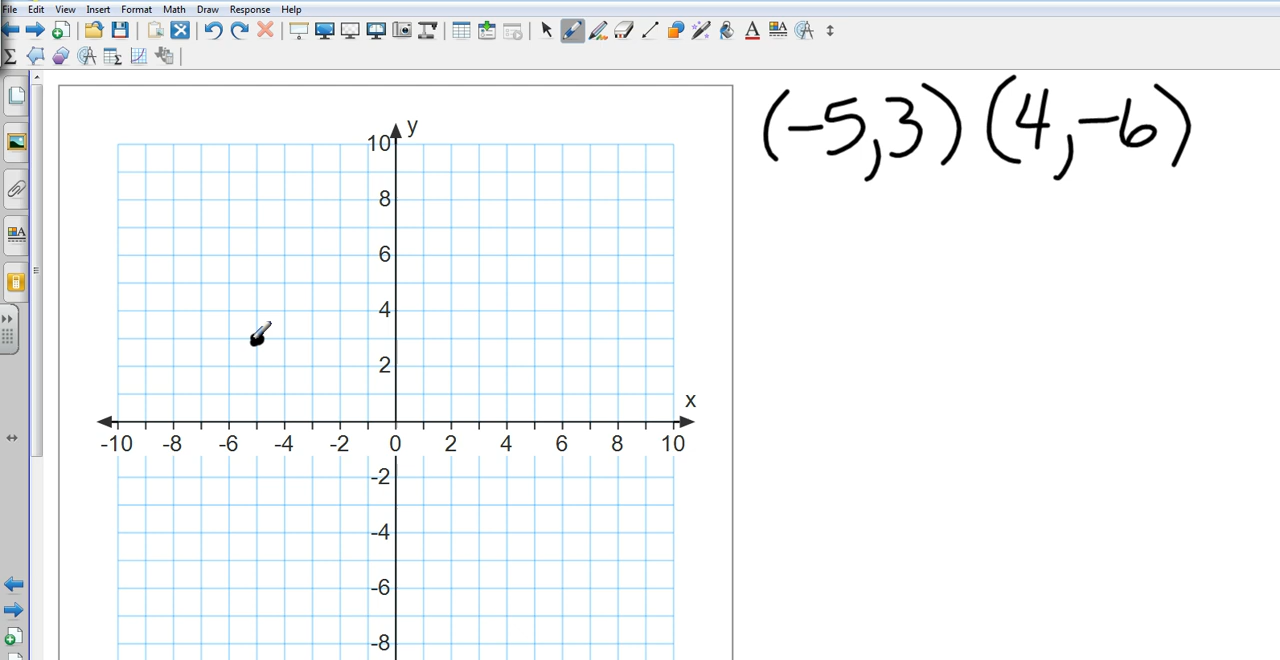 File Edit View Insert Format Math Draw Response Help
(-5,3) (4,-6)
y
10
8
6
4
2
x
-10 -8 -6 -4 -2 0 2 4 6 8 10
-2
-4
-6
-8